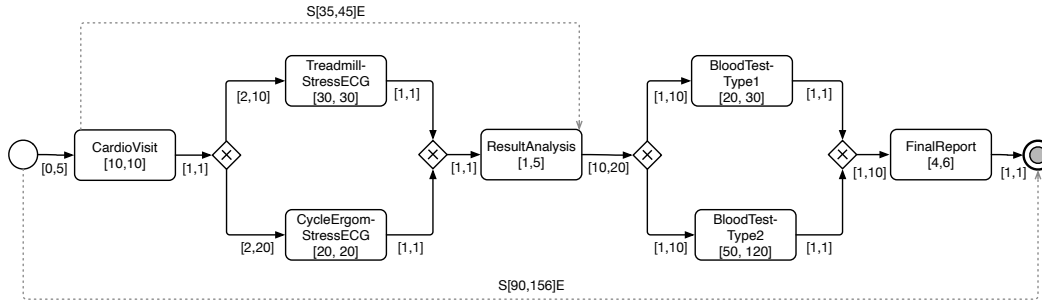 S[35,45]E
Treadmill-
StressECG
[30, 30]
[2,10]
[1,1]
BloodTest-
Type1
[20, 30]
[1,10]
[1,1]
[0,5]
CardioVisit
[10,10]
[1,1]
[1,1]
ResultAnalysis
[1,5]
[10,20]
[1,10]
FinalReport
[4,6]
[1,1]
CycleErgom-
StressECG
[20, 20]
[2,20]
[1,1]
BloodTest-
Type2
[50, 120]
[1,10]
[1,1]
S[90,156]E